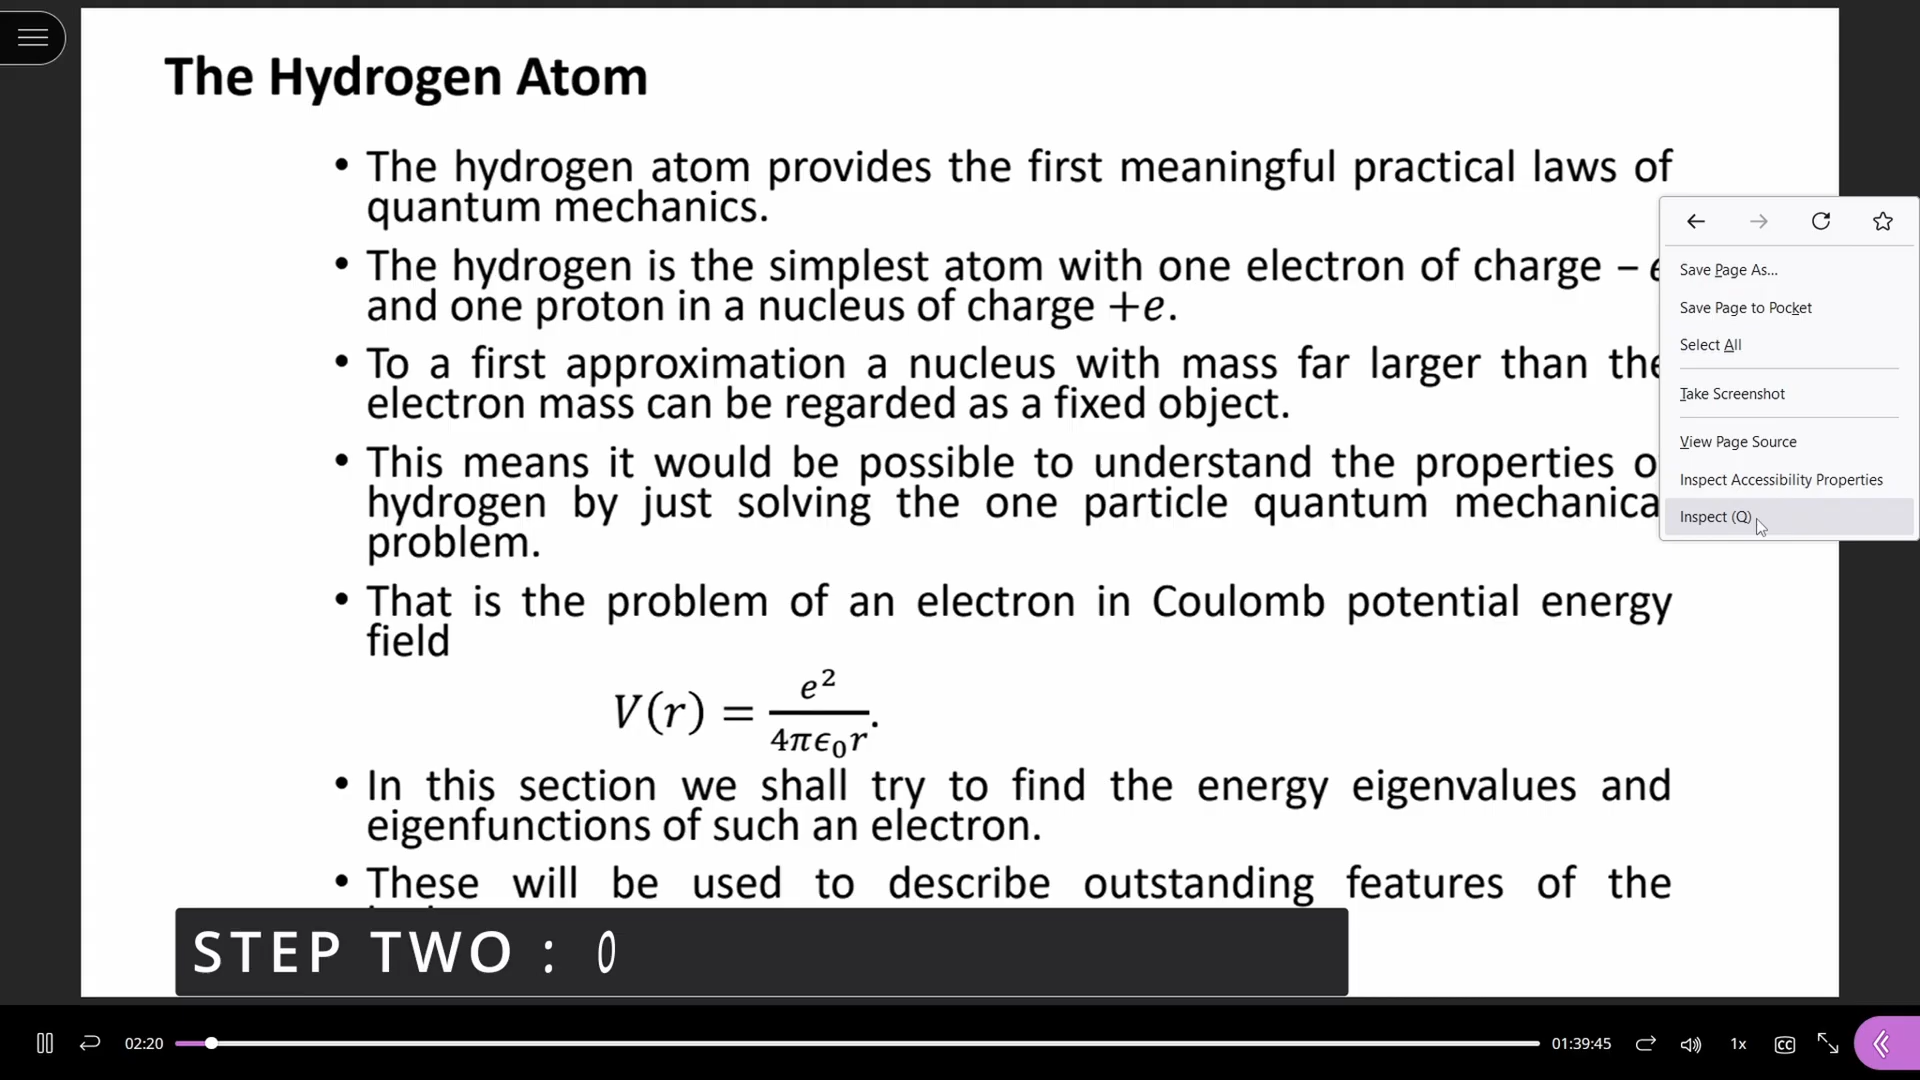 The Hydrogen Atom
• The hydrogen atom provides the first meaningful practical laws of
quantum mechanics.
• The hydrogen is the simplest atom with one electron of charge – e
and one proton in a nucleus of charge +e.
• To a first approximation a nucleus with mass far larger than the
electron mass can be regarded as a fixed object.
• This means it would be possible to understand the properties o
hydrogen by just solving the one particle quantum mechanica
problem.
• That is the problem of an electron in Coulomb potential energy
field
V(r) = e² / 4πϵ₀r.
• In this section we shall try to find the energy eigenvalues and
eigenfunctions of such an electron.
• These will be used to describe outstanding features of the
Save Page As...
Save Page to Pocket
Select All
Take Screenshot
View Page Source
Inspect Accessibility Properties
Inspect (Q)
STEP TWO : 0
02:20
01:39:45
1x
CC